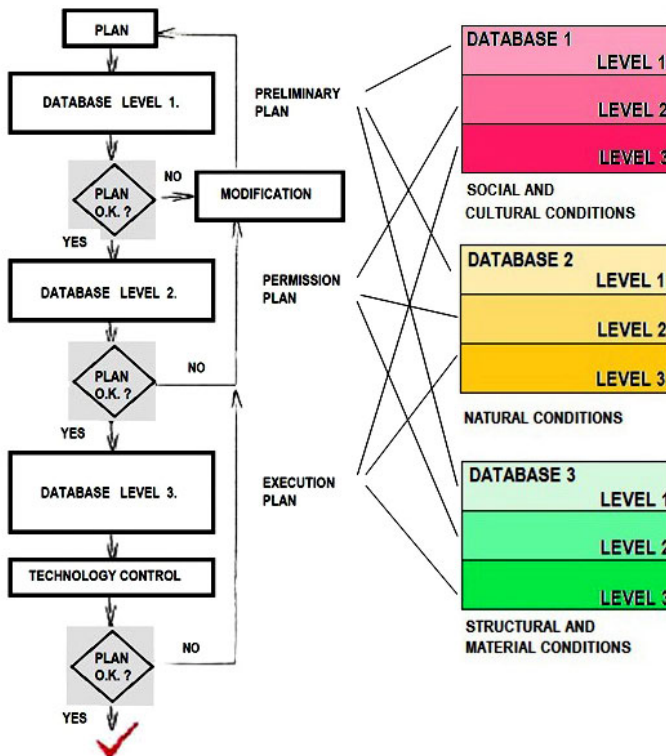 PLAN
DATABASE LEVEL 1.
PLAN
O.K. ?
NO
MODIFICATION
YES
DATABASE LEVEL 2.
PLAN
O.K. ?
NO
YES
DATABASE LEVEL 3.
TECHNOLOGY CONTROL
PLAN
O.K. ?
NO
YES
PRELIMINARY
PLAN
PERMISSION
PLAN
EXECUTION
PLAN
DATABASE 1
LEVEL 1
LEVEL 2
LEVEL 3
SOCIAL AND
CULTURAL CONDITIONS
DATABASE 2
LEVEL 1
LEVEL 2
LEVEL 3
NATURAL CONDITIONS
DATABASE 3
LEVEL 1
LEVEL 2
LEVEL 3
STRUCTURAL AND
MATERIAL CONDITIONS